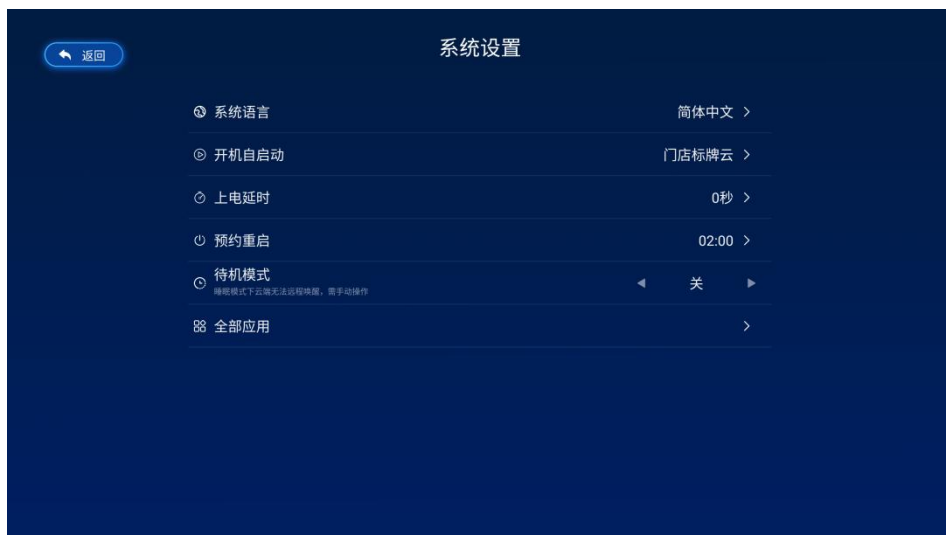 返回
系统设置
系统语言 简体中文
开机自启动 门店标牌云
上电延时 0秒
预约重启 02:00
待机模式
睡眠模式下云端无法远程唤醒，需手动操作
关
全部应用